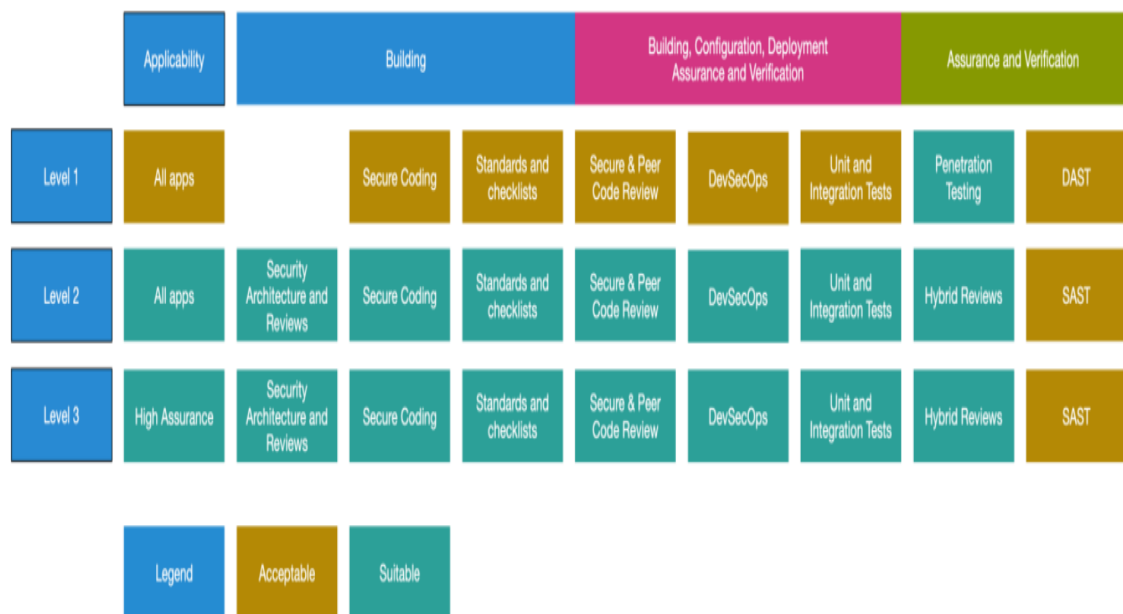 Applicability
Building
Building, Configuration, Deployment
Assurance and Verification
Assurance and Verification
Level 1
All apps
Secure Coding
Standards and
checklists
Secure & Peer
Code Review
DevSecOps
Unit and
Integration Tests
Penetration
Testing
DAST
Level 2
All apps
Security
Architecture and
Reviews
Secure Coding
Standards and
checklists
Secure & Peer
Code Review
DevSecOps
Unit and
Integration Tests
Hybrid Reviews
SAST
Level 3
High Assurance
Security
Architecture and
Reviews
Secure Coding
Standards and
checklists
Secure & Peer
Code Review
DevSecOps
Unit and
Integration Tests
Hybrid Reviews
SAST
Legend
Acceptable
Suitable